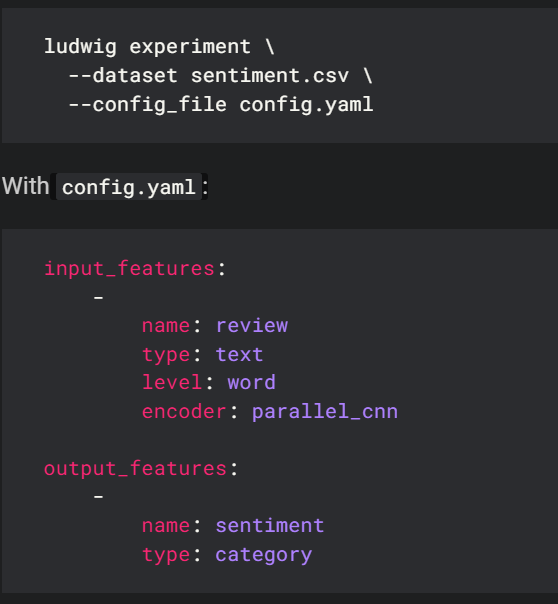 ludwig experiment \
  --dataset sentiment.csv \
  --config_file config.yaml
With config.yaml:
input_features:
    -
        name: review
        type: text
        level: word
        encoder: parallel_cnn
output_features:
    -
        name: sentiment
        type: category